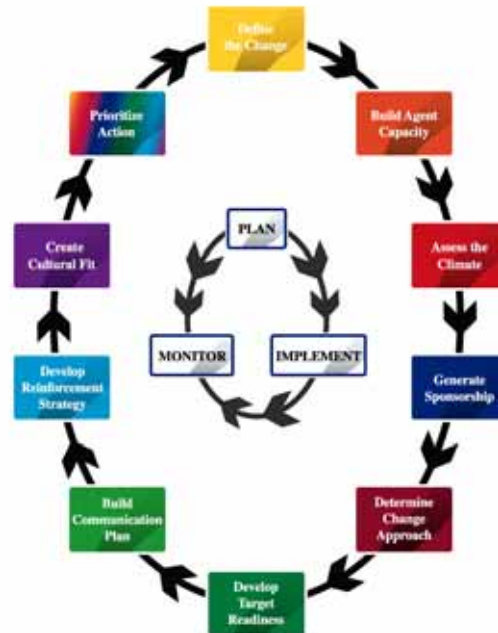 Define
the Change
Build Agent
Capacity
Assess the
Climate
Generate
Sponsorship
Determine
Change
Approach
Develop
Target
Readiness
Build
Communication
Plan
Develop
Reinforcement
Strategy
Create
Cultural Fit
Prioritize
Action
PLAN
IMPLEMENT
MONITOR